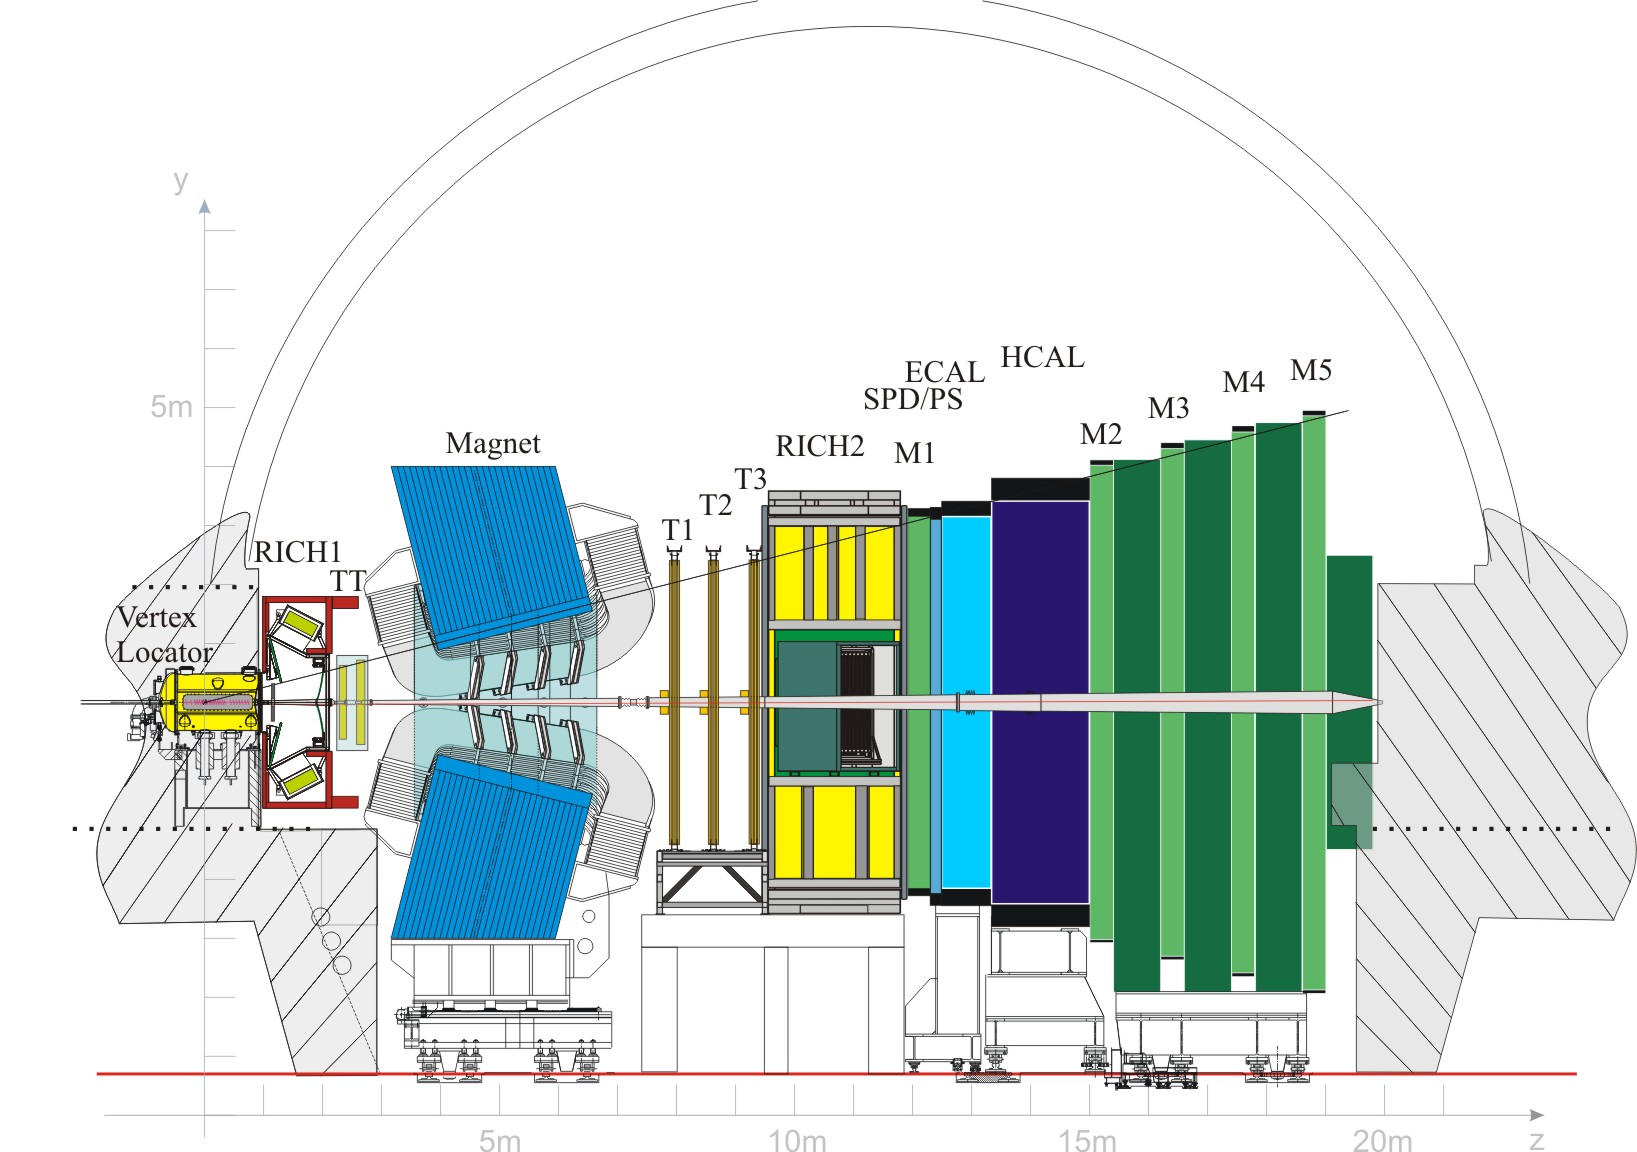 y
5m
HCAL
ECAL
SPD/PS
M5
M4
M3
M2
Magnet
RICH2
M1
T3
T2
T1
RICH1
TT
Vertex
Locator
5m
10m
15m
20m
z